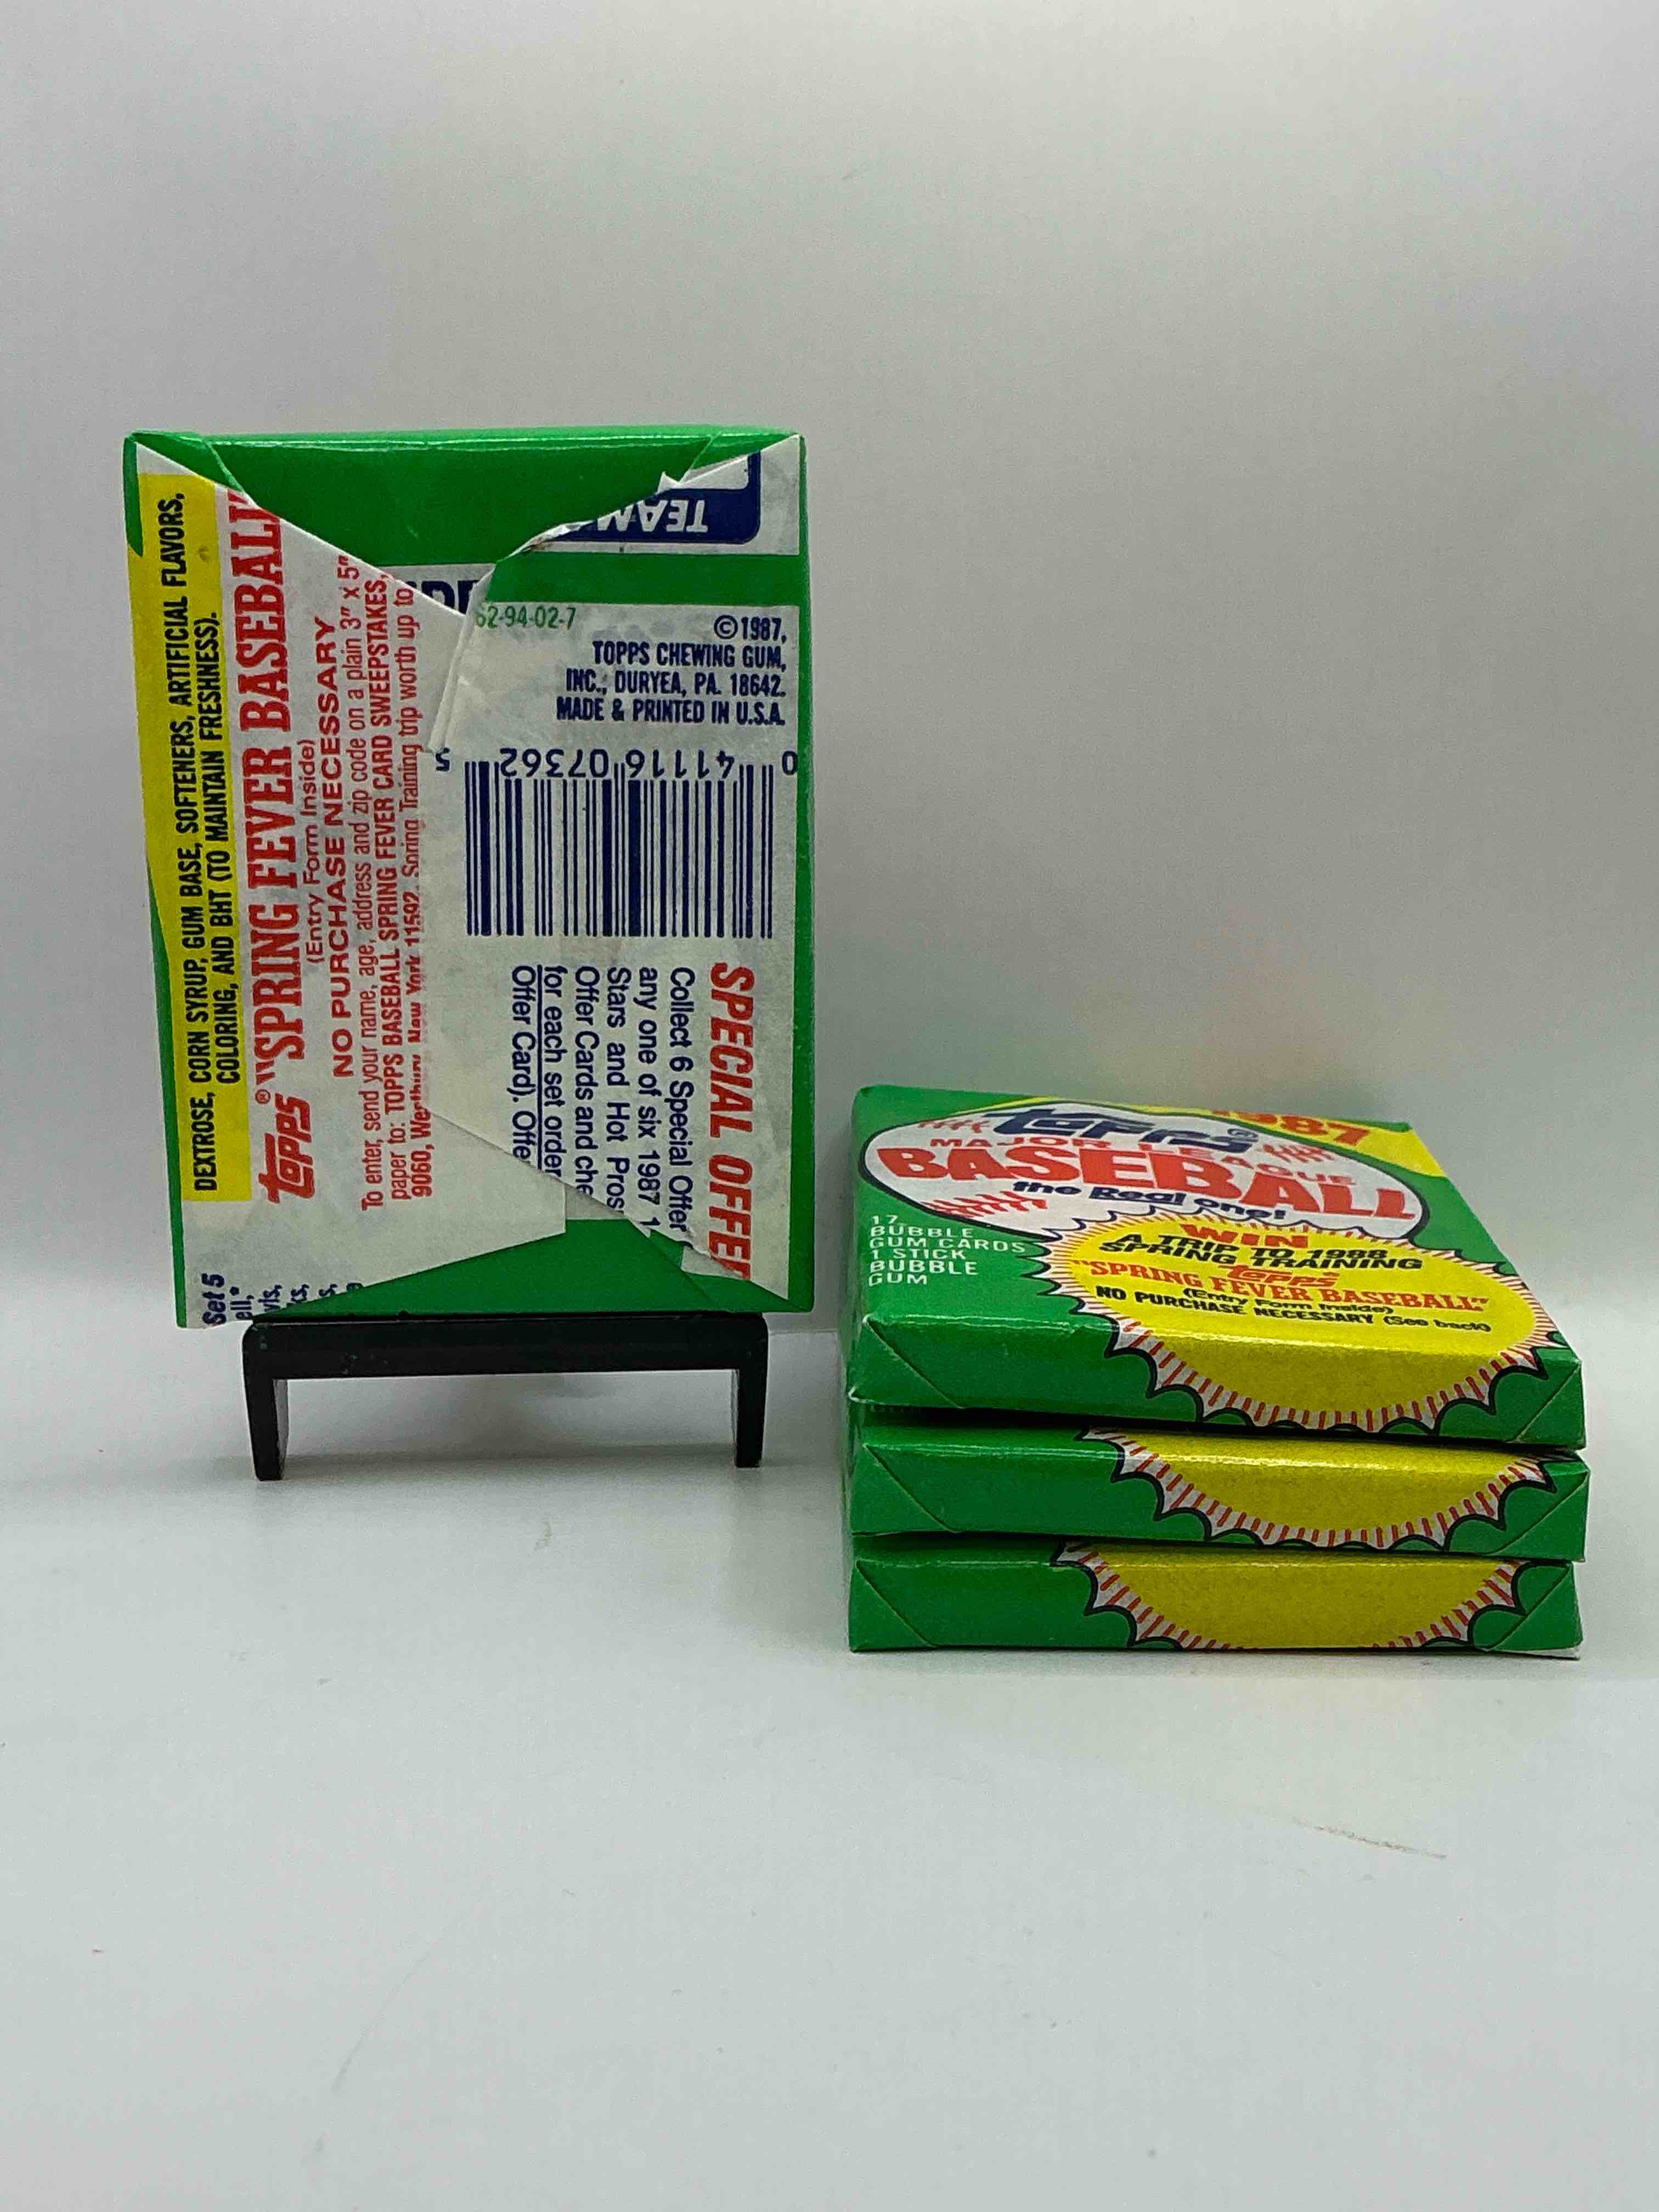 DEXTROSE, CORN SYRUP, GUM BASE, SOFTENERS, ARTIFICIAL FLAVORS,
COLORING, AND BHT (TO MAINTAIN FRESHNESS).
Topps® "SPRING FEVER BASEBALL"
(Entry Form Inside)
NO PURCHASE NECESSARY
To enter, send your name, age, address and zip code on a plain 3" x 5"
paper to: TOPPS BASEBALL SPRING FEVER CARD SWEEPSTAKES,
9060, New York 11592. Spring Training trip worth up to
Set 5
ell,*
TEAM
62-94-02-7
©1987,
TOPPS CHEWING GUM,
INC., DURYEA, PA. 18642.
MADE & PRINTED IN U.S.A.
0 41116 07362 5
SPECIAL OFFE
Collect 6 Special Offer
any one of six 1987
Stars and Hot Pros
Offer Cards and che
for each set order
Offer Card). Offe
1987
Topps®
MAJOR LEAGUE
BASEBALL
the Real one!
17
BUBBLE
GUM CARDS
1 STICK
BUBBLE
GUM
WIN
A TRIP TO 1988
SPRING TRAINING
Topps
"SPRING FEVER BASEBALL"
(Entry Form Inside)
NO PURCHASE NECESSARY (See back)